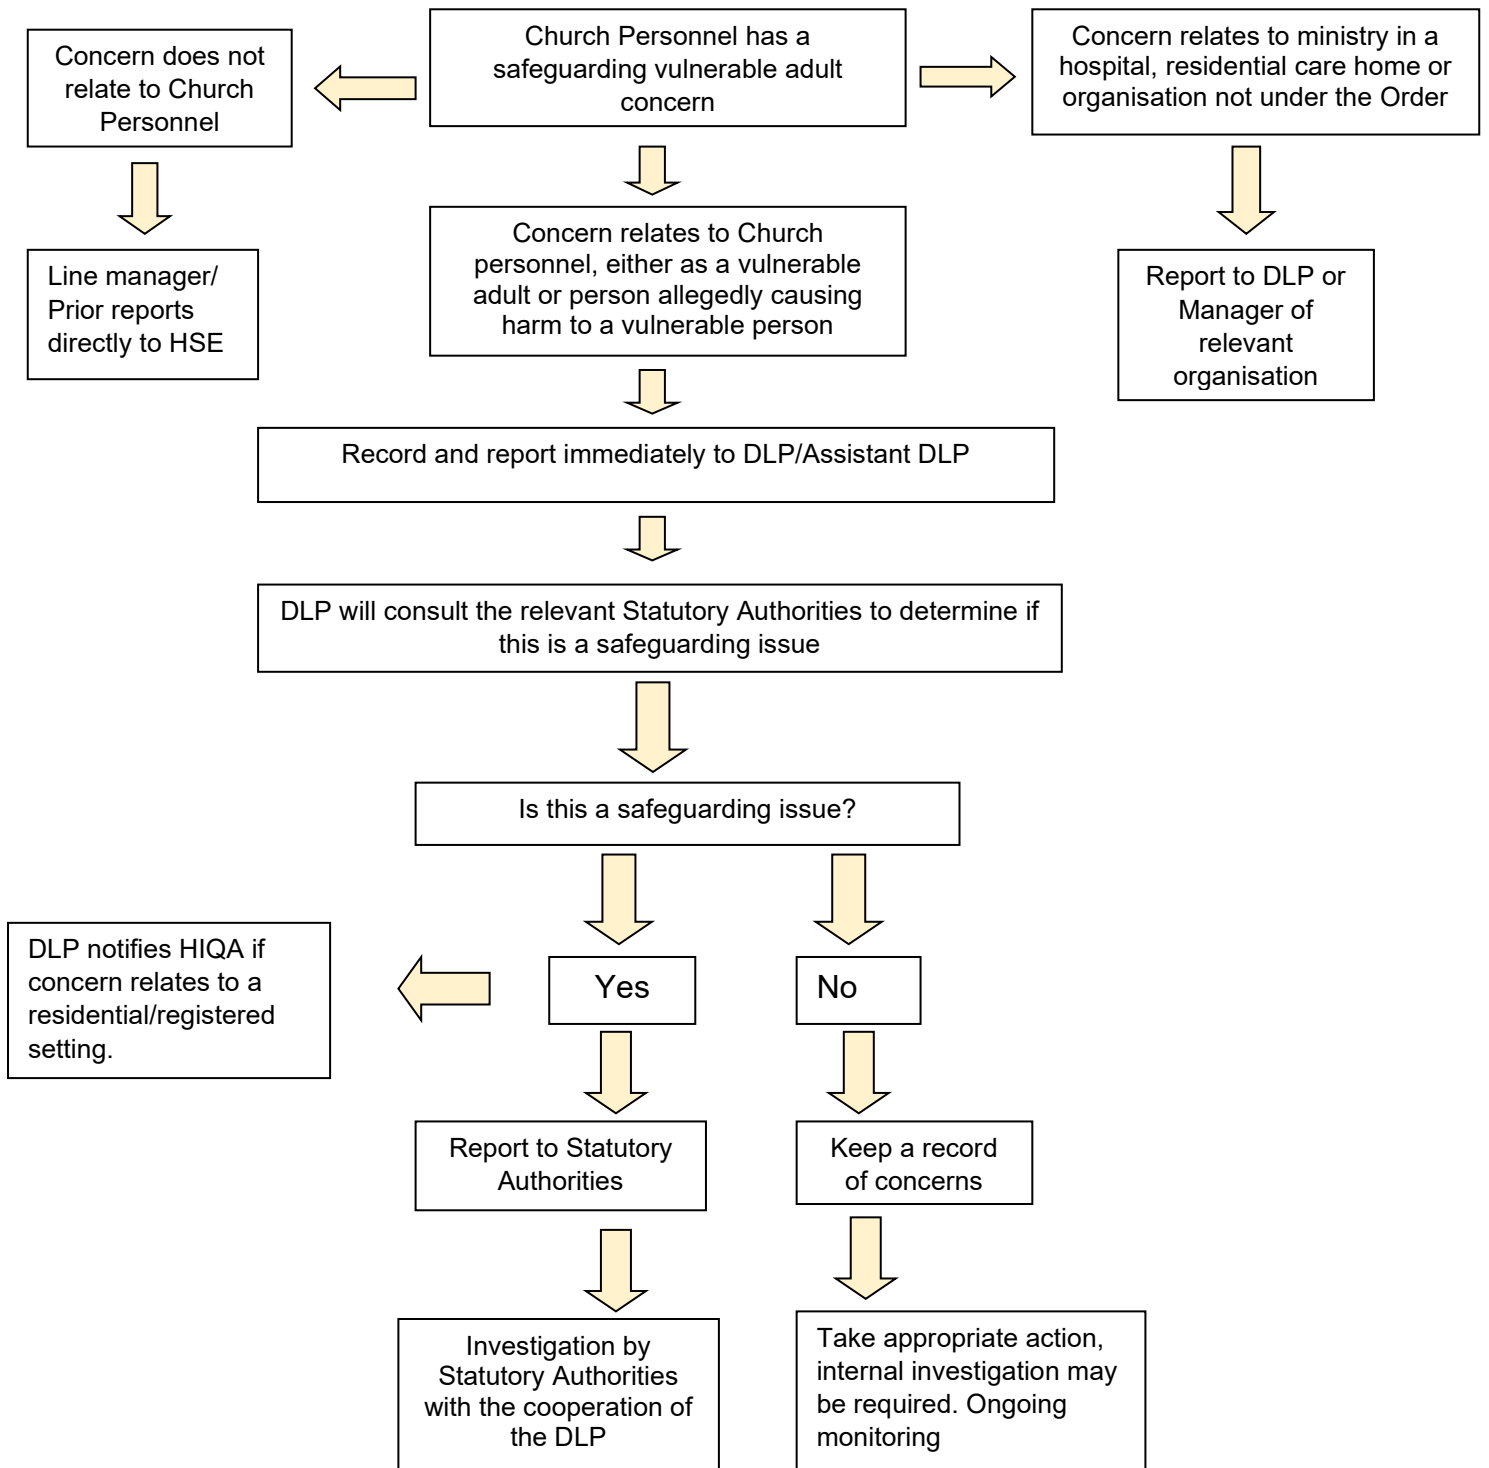 Church Personnel has a
safeguarding vulnerable adult
concern
Concern does not
relate to Church
Personnel
Concern relates to ministry in a
hospital, residential care home or
organisation not under the Order
Line manager/
Prior reports
directly to HSE
Concern relates to Church
personnel, either as a vulnerable
adult or person allegedly causing
harm to a vulnerable person
Report to DLP or
Manager of
relevant
organisation
Record and report immediately to DLP/Assistant DLP
DLP will consult the relevant Statutory Authorities to determine if
this is a safeguarding issue
Is this a safeguarding issue?
DLP notifies HIQA if
concern relates to a
residential/registered
setting.
Yes
No
Report to Statutory
Authorities
Keep a record
of concerns
Investigation by
Statutory Authorities
with the cooperation of
the DLP
Take appropriate action,
internal investigation may
be required. Ongoing
monitoring